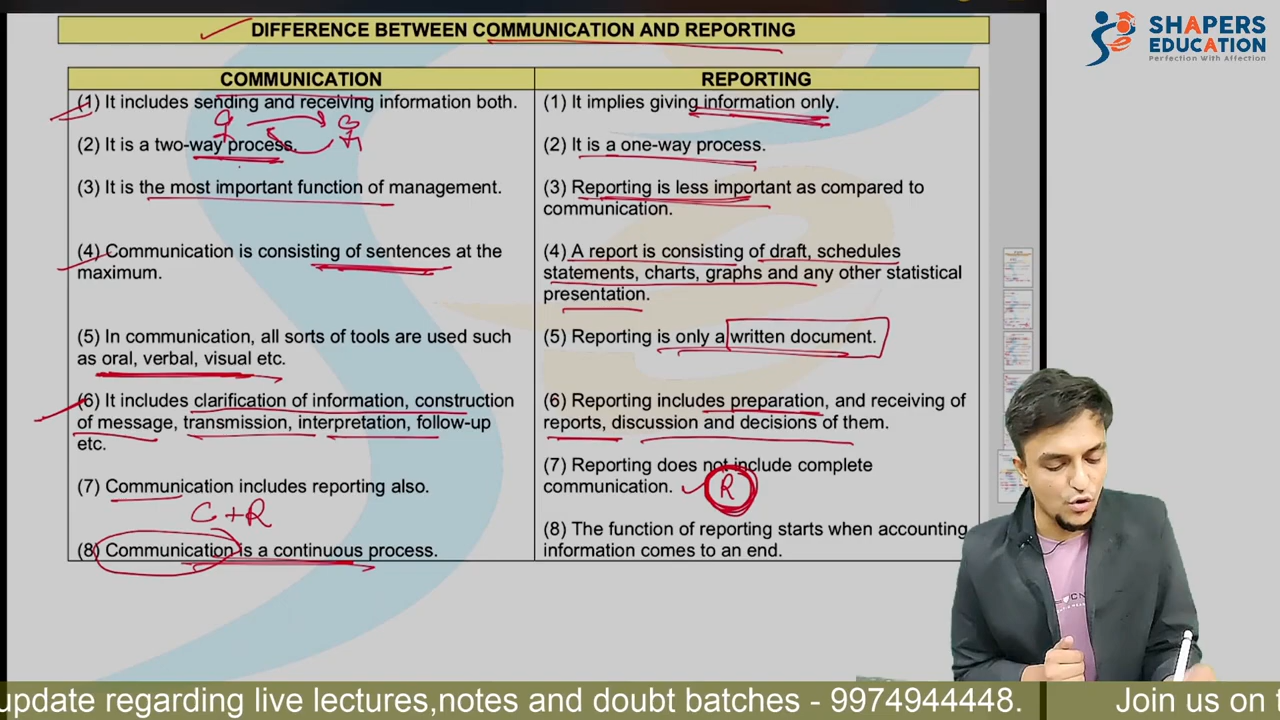 DIFFERENCE BETWEEN COMMUNICATION AND REPORTING
SHAPERS
EDUCATION
Perfection With Affection
COMMUNICATION
(1) It includes sending and receiving information both.
(2) It is a two-way process.
(3) It is the most important function of management.
(4) Communication is consisting of sentences at the
maximum.
(5) In communication, all sorts of tools are used such
as oral, verbal, visual etc.
(6) It includes clarification of information, construction
of message, transmission, interpretation, follow-up
etc.
(7) Communication includes reporting also.
C + R
(8) Communication is a continuous process.
REPORTING
(1) It implies giving information only.
(2) It is a one-way process.
(3) Reporting is less important as compared to
communication.
(4) A report is consisting of draft, schedules
statements, charts, graphs and any other statistical
presentation.
(5) Reporting is only a written document.
(6) Reporting includes preparation, and receiving of
reports, discussion and decisions of them.
(7) Reporting does not include complete
communication.
R
(8) The function of reporting starts when accounting
information comes to an end.
update regarding live lectures,notes and doubt batches - 9974944448.
Join us on